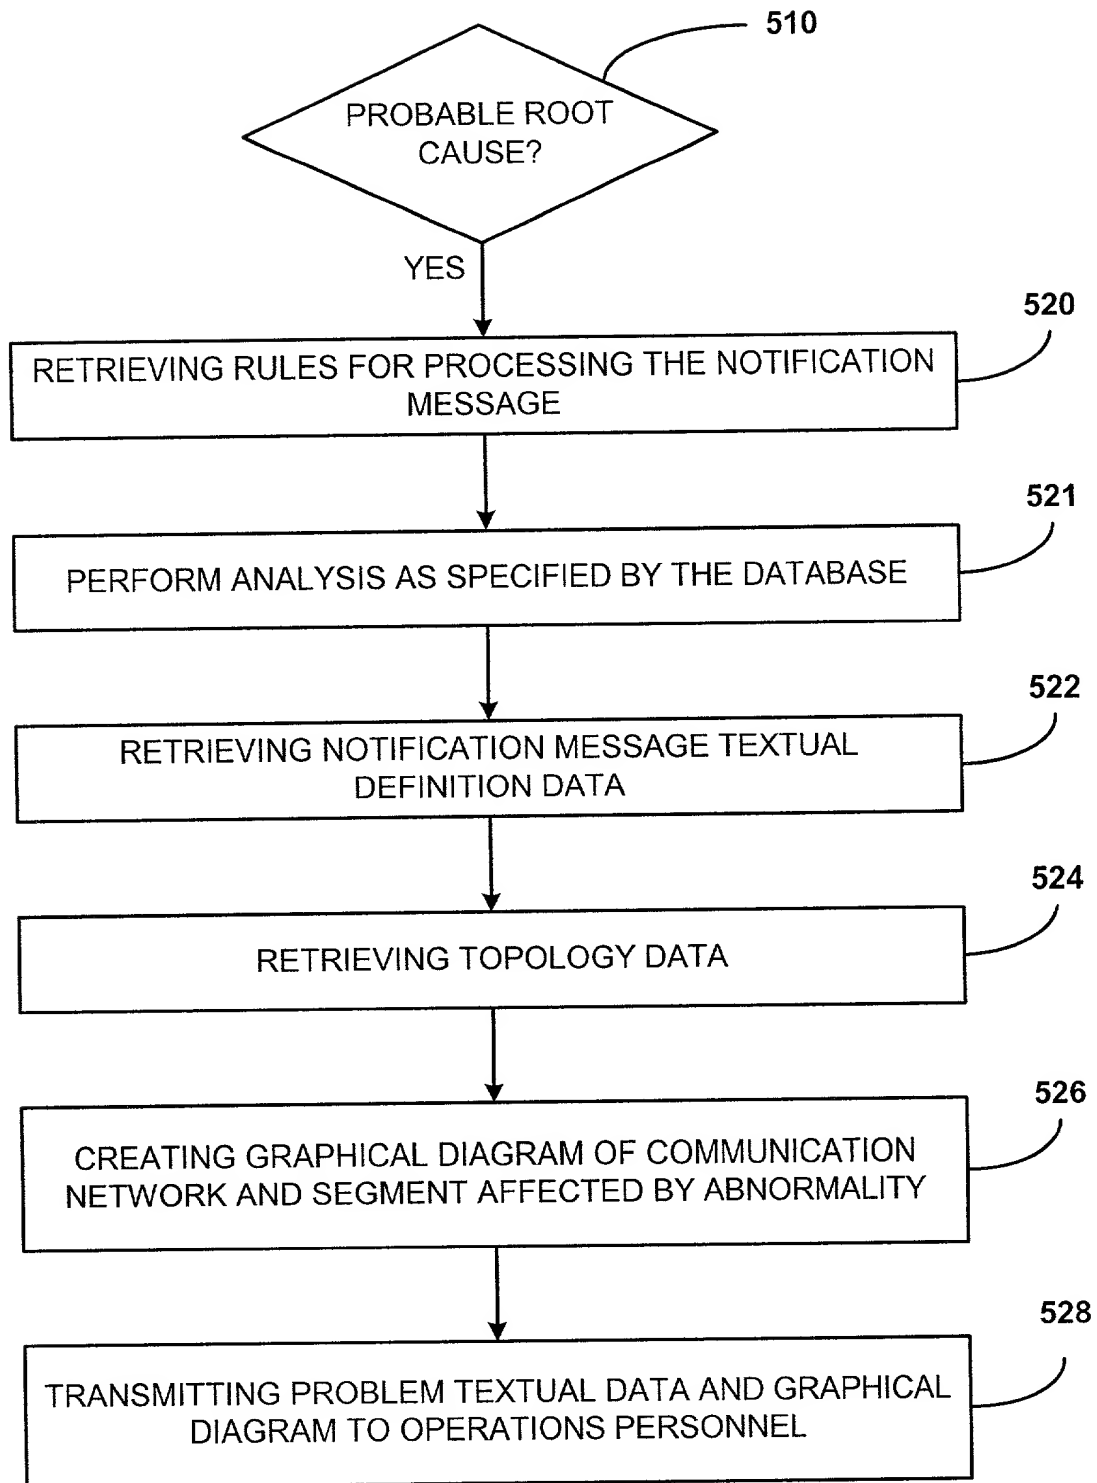 510
PROBABLE ROOT
CAUSE?
YES
520
RETRIEVING RULES FOR PROCESSING THE NOTIFICATION
MESSAGE
521
PERFORM ANALYSIS AS SPECIFIED BY THE DATABASE
522
RETRIEVING NOTIFICATION MESSAGE TEXTUAL
DEFINITION DATA
524
RETRIEVING TOPOLOGY DATA
526
CREATING GRAPHICAL DIAGRAM OF COMMUNICATION
NETWORK AND SEGMENT AFFECTED BY ABNORMALITY
528
TRANSMITTING PROBLEM TEXTUAL DATA AND GRAPHICAL
DIAGRAM TO OPERATIONS PERSONNEL